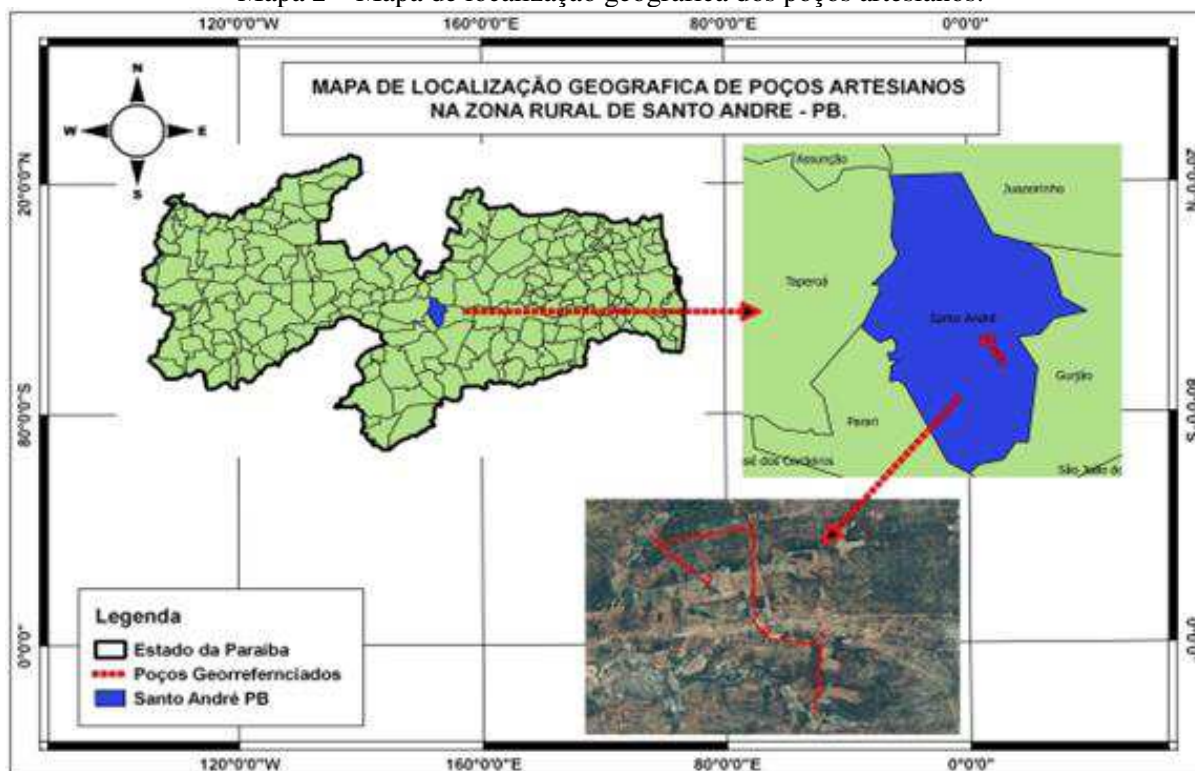 Mapa 2 – Mapa de localização geográfica dos poços artesianos.
120°0'0"W 160°0'0"E 80°0'0"E 0°0'0"
MAPA DE LOCALIZAÇÃO GEOGRAFICA DE POÇOS ARTESIANOS
NA ZONA RURAL DE SANTO ANDRE - PB.
N
W E
S
20°0'0"N 20°0'0"N
Assunção
Juazeirinho
Taperoá
Santo André
Gurjão
Parari
sé dos Cordeiros
São João do
80°0'0"S 80°0'0"S
Legenda
Estado da Paraiba
Poços Georrefernciados
Santo André PB
0°0'0" 0°0'0"
120°0'0"W 160°0'0"E 80°0'0"E 0°0'0"